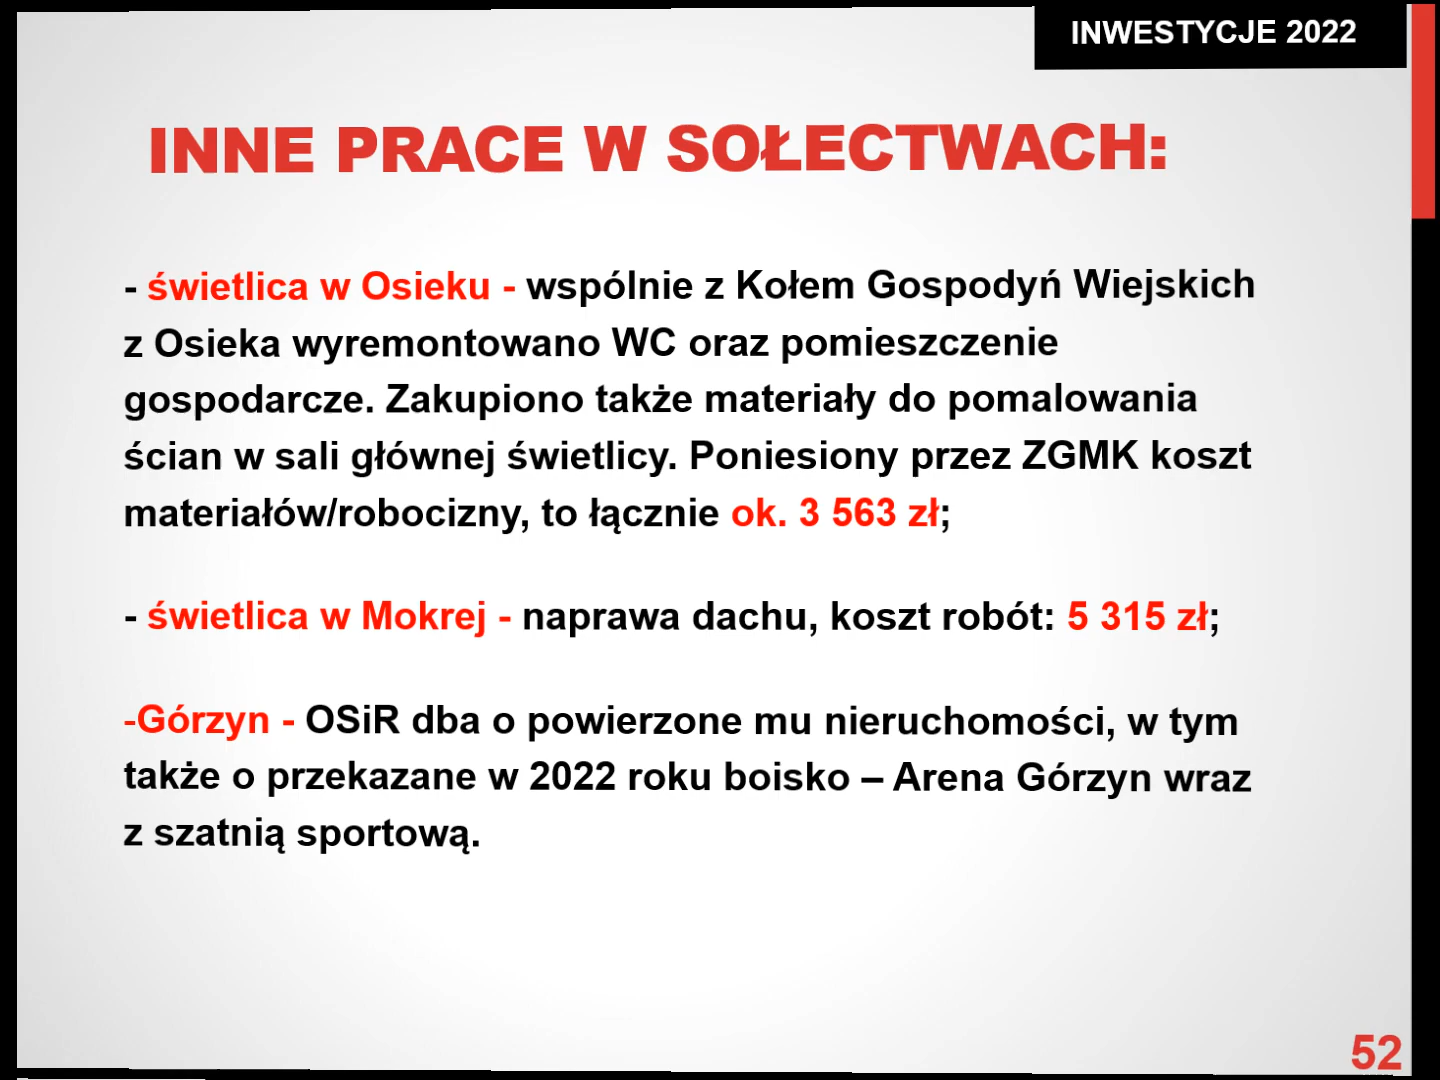 INWESTYCJE 2022
INNE PRACE W SOŁECTWACH:
- świetlica w Osieku - wspólnie z Kołem Gospodyń Wiejskich
z Osieka wyremontowano WC oraz pomieszczenie
gospodarcze. Zakupiono także materiały do pomalowania
ścian w sali głównej świetlicy. Poniesiony przez ZGMK koszt
materiałów/robocizny, to łącznie ok. 3 563 zł;
- świetlica w Mokrej - naprawa dachu, koszt robót: 5 315 zł;
-Górzyn - OSiR dba o powierzone mu nieruchomości, w tym
także o przekazane w 2022 roku boisko – Arena Górzyn wraz
z szatnią sportową.
52